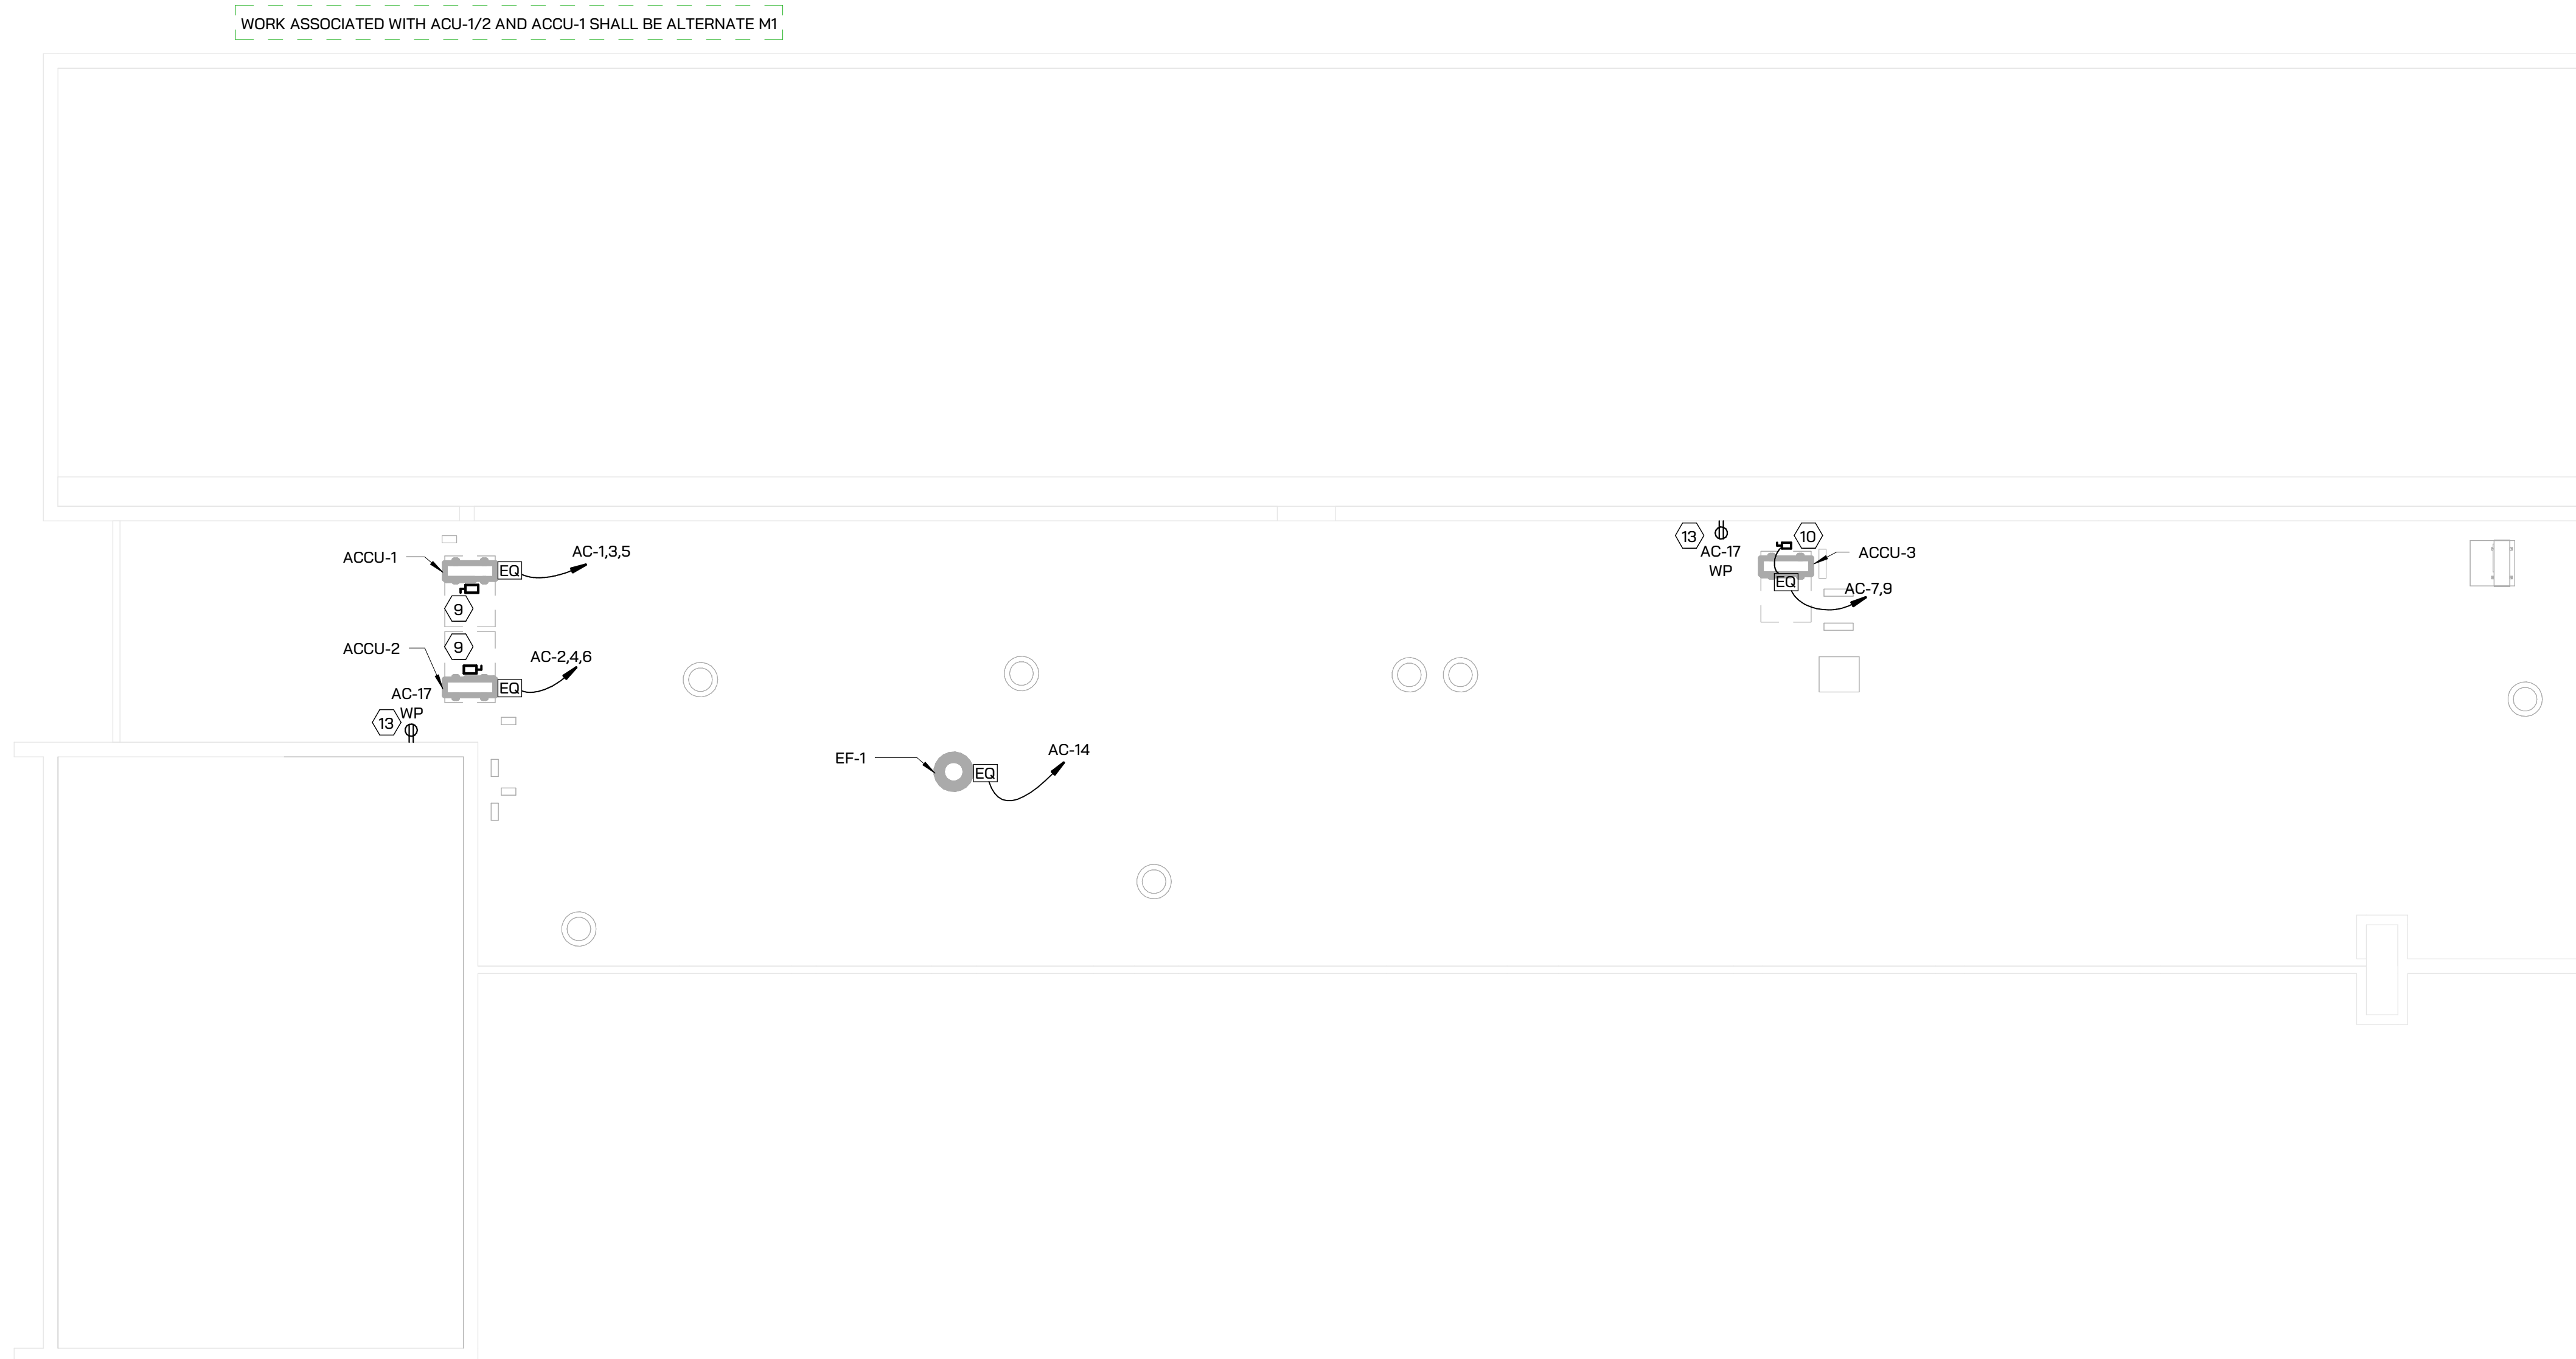 WORK ASSOCIATED WITH ACU-1/2 AND ACCU-1 SHALL BE ALTERNATE M1
ACCU-1
EQ
AC-1,3,5
9
9
ACCU-2
EQ
AC-2,4,6
AC-17
WP
13
EF-1
EQ
AC-14
13
AC-17
WP
10
ACCU-3
EQ
AC-7,9